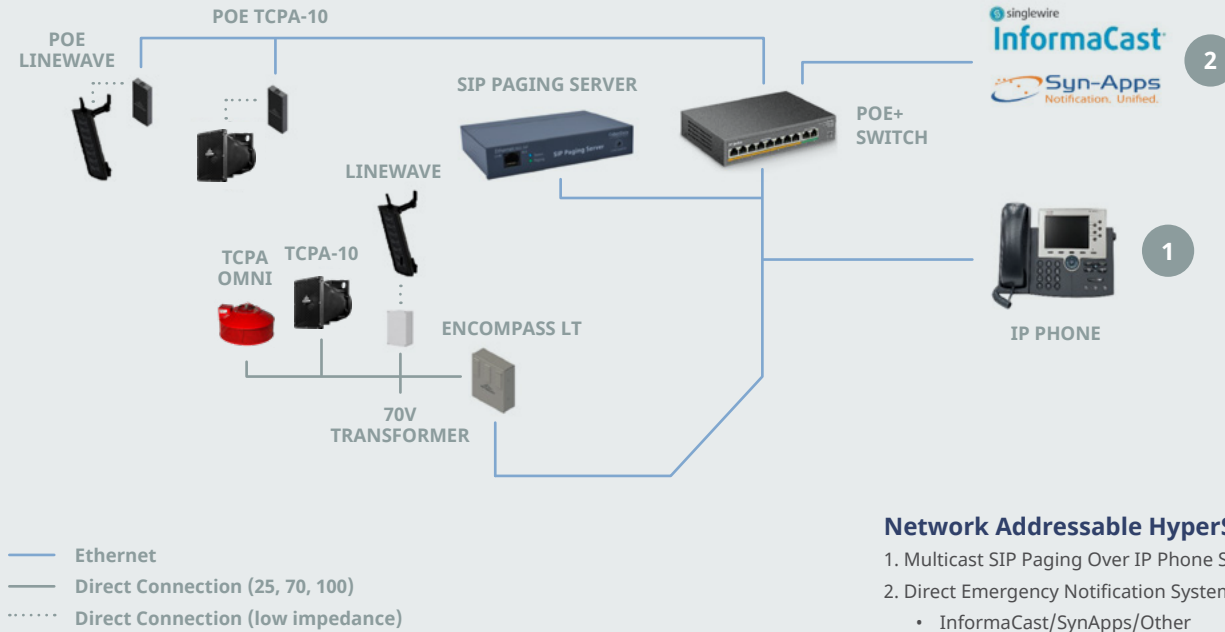 POE TCPA-10
POE
LINEWAVE
singlewire
InformaCast
2
Syn-Apps
Notification. Unified.
SIP PAGING SERVER
SIP Paging Server
POE+
SWITCH
LINEWAVE
TCPA
OMNI
TCPA-10
1
ENCOMPASS LT
IP PHONE
70V
TRANSFORMER
Ethernet
Direct Connection (25, 70, 100)
Direct Connection (low impedance)
Network Addressable HyperS
1. Multicast SIP Paging Over IP Phone S
2. Direct Emergency Notification System
• InformaCast/SynApps/Other